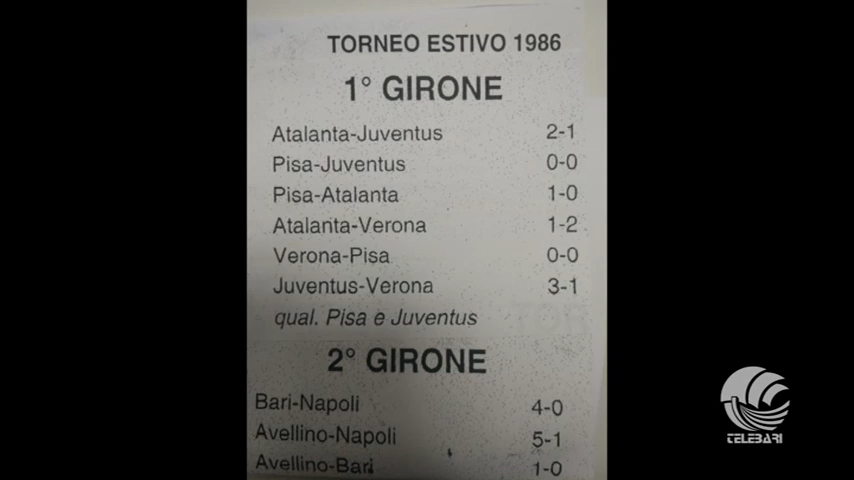 TORNEO ESTIVO 1986
1° GIRONE
Atalanta-Juventus 2-1
Pisa-Juventus 0-0
Pisa-Atalanta 1-0
Atalanta-Verona 1-2
Verona-Pisa 0-0
Juventus-Verona 3-1
qual. Pisa e Juventus
TOR
2° GIRONE
Bari-Napoli 4-0
Avellino-Napoli 5-1
Avellino-Bari 1-0
TELEBARI